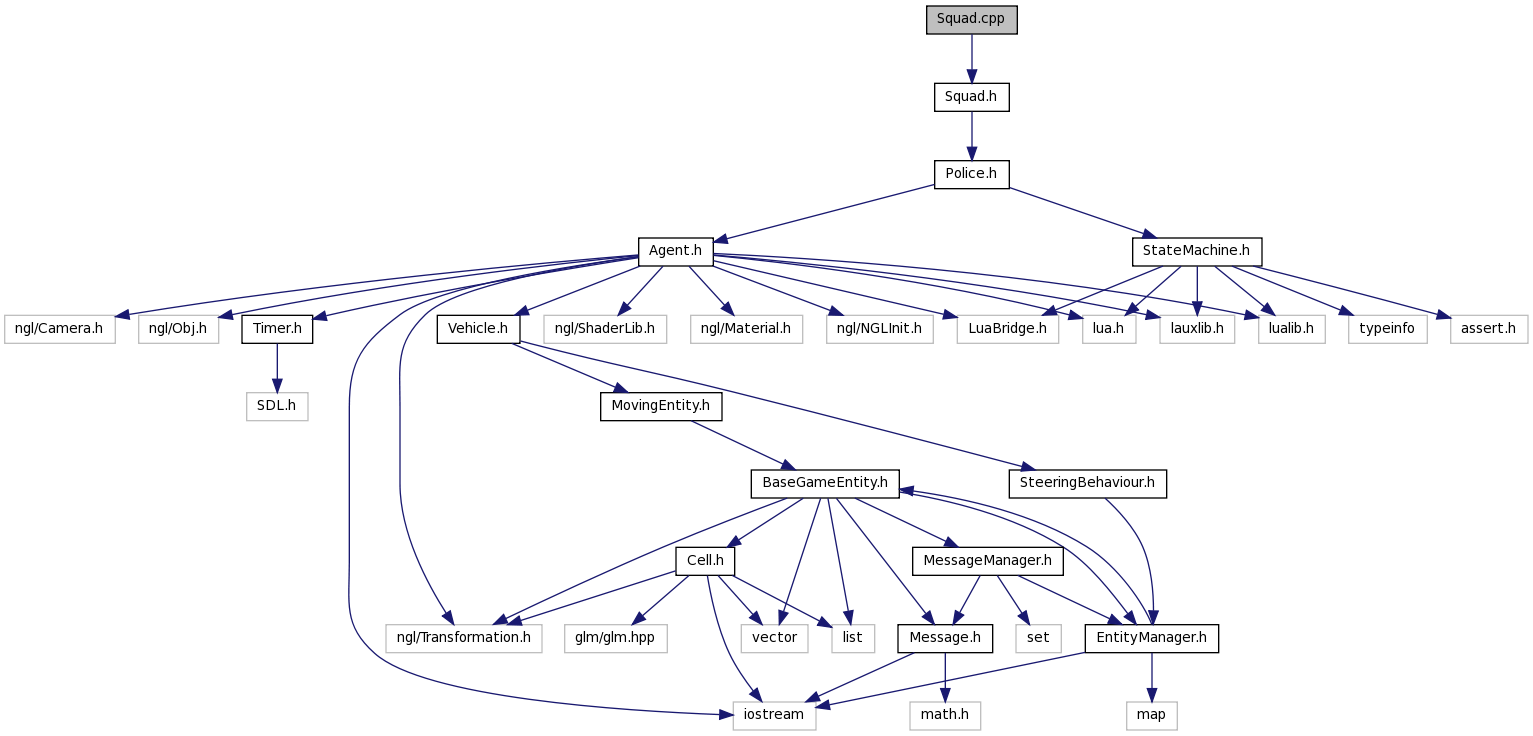 Squad.cpp
Squad.h
Police.h
Agent.h
StateMachine.h
ngl/Camera.h
ngl/Obj.h
Timer.h
Vehicle.h
ngl/ShaderLib.h
ngl/Material.h
ngl/NGLInit.h
LuaBridge.h
lua.h
lauxlib.h
lualib.h
typeinfo
assert.h
SDL.h
MovingEntity.h
BaseGameEntity.h
SteeringBehaviour.h
Cell.h
MessageManager.h
ngl/Transformation.h
glm/glm.hpp
vector
list
Message.h
set
EntityManager.h
iostream
math.h
map